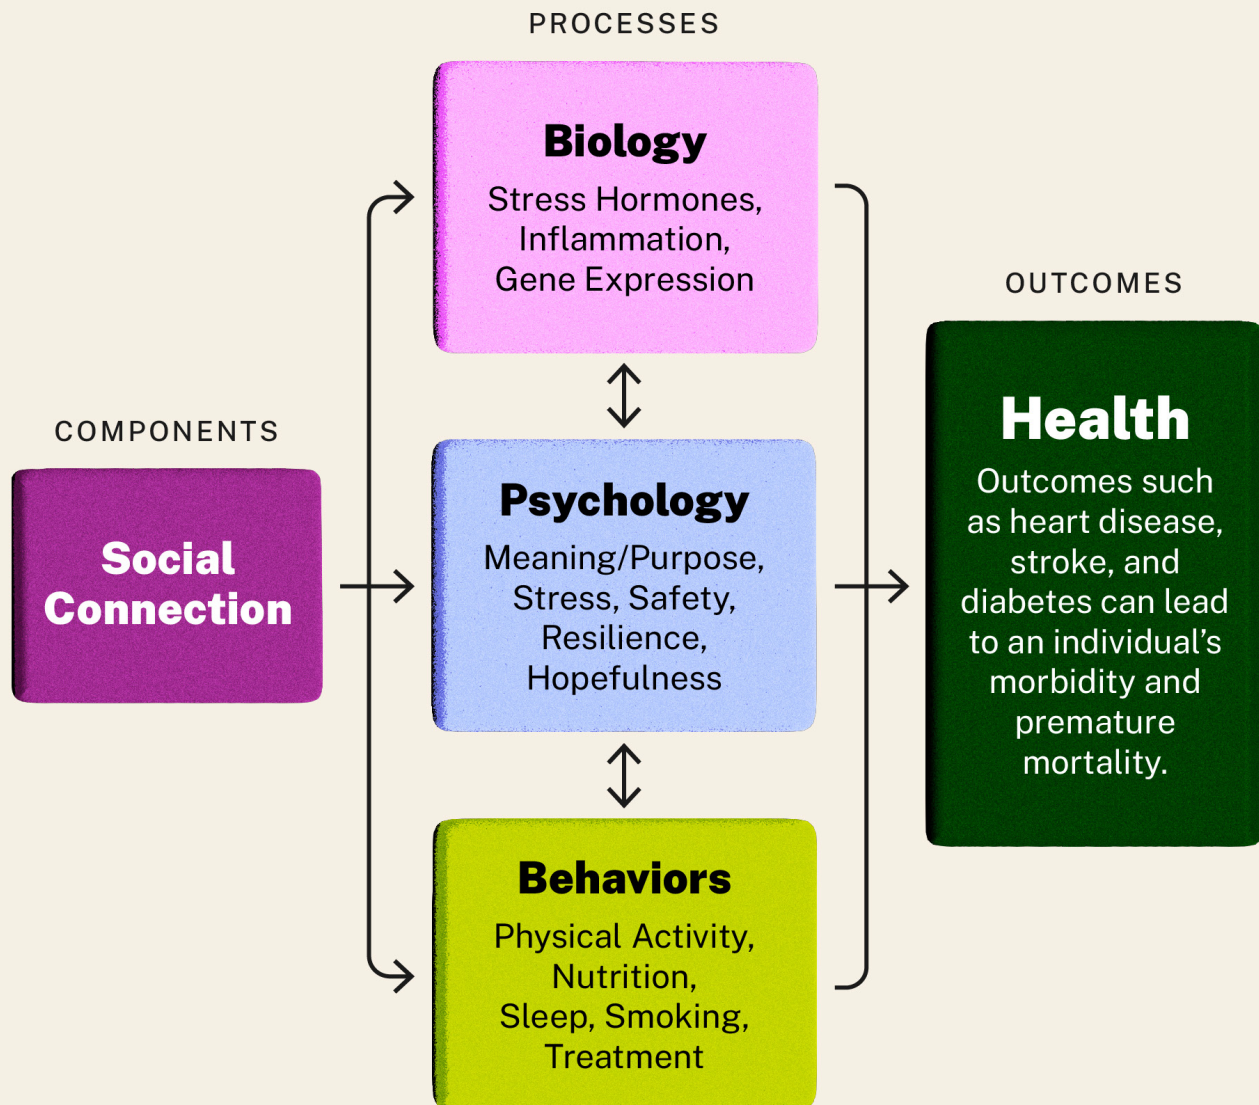 PROCESSES
Biology
Stress Hormones,
Inflammation,
Gene Expression
OUTCOMES
Health
Outcomes such
as heart disease,
stroke, and
diabetes can lead
to an individual’s
morbidity and
premature
mortality.
COMPONENTS
Social
Connection
Psychology
Meaning/Purpose,
Stress, Safety,
Resilience,
Hopefulness
Behaviors
Physical Activity,
Nutrition,
Sleep, Smoking,
Treatment